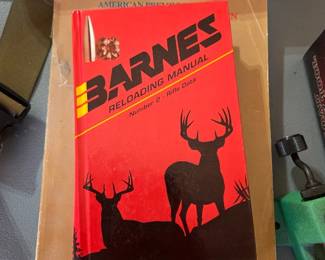 AMERICAN
BARNES
RELOADING MANUAL
Number 2 - Rifle Data